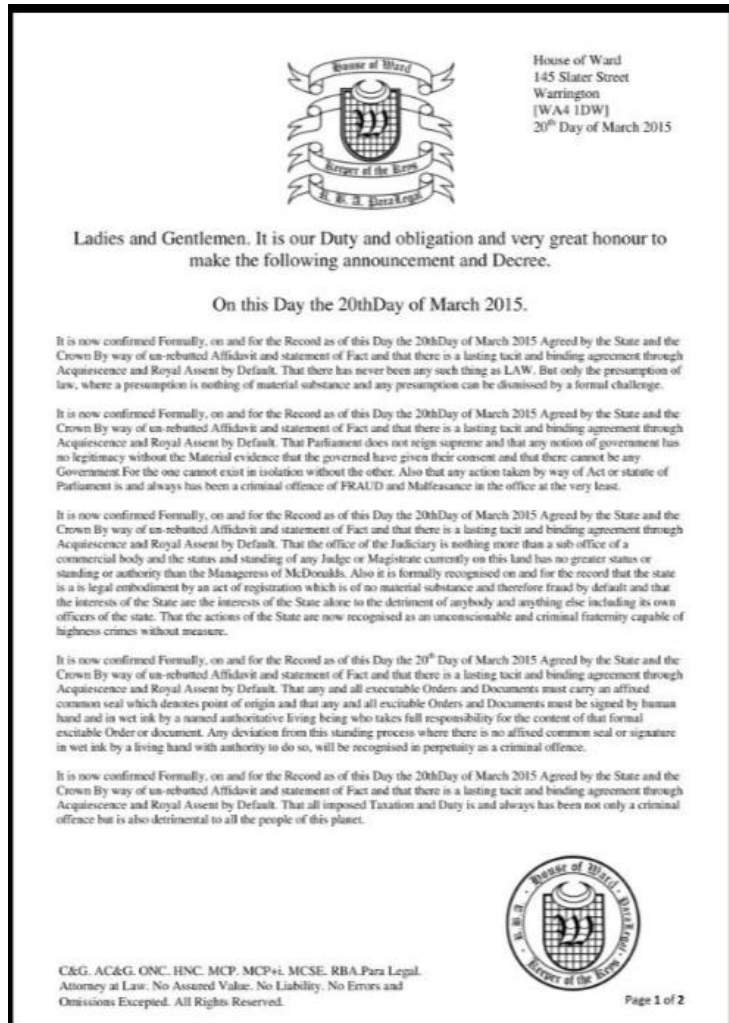 House of Ward
Keeper of the Keys
R. B. A. ParaLegal
W
House of Ward
145 Slater Street
Warrington
[WA4 1DW]
20th Day of March 2015
Ladies and Gentlemen. It is our Duty and obligation and very great honour to
make the following announcement and Decree.
On this Day the 20thDay of March 2015.
It is now confirmed Formally, on and for the Record as of this Day the 20thDay of March 2015 Agreed by the State and the
Crown By way of un-rebutted Affidavit and statement of Fact and that there is a lasting tacit and binding agreement through
Acquiescence and Royal Assent by Default. That there has never been any such thing as LAW. But only the presumption of
law, where a presumption is nothing of material substance and any presumption can be dismissed by a formal challenge.
It is now confirmed Formally, on and for the Record as of this Day the 20thDay of March 2015 Agreed by the State and the
Crown By way of un-rebutted Affidavit and statement of Fact and that there is a lasting tacit and binding agreement through
Acquiescence and Royal Assent by Default. That Parliament does not reign supreme and that any notion of government has
no legitimacy without the Material evidence that the governed have given their consent and that there cannot be any
Government For the one cannot exist in isolation without the other. Also that any action taken by way of Act or statute of
Parliament is and always has been a criminal offence of FRAUD and Malfeasance in the office at the very least.
It is now confirmed Formally, on and for the Record as of this Day the 20thDay of March 2015 Agreed by the State and the
Crown By way of un-rebutted Affidavit and statement of Fact and that there is a lasting tacit and binding agreement through
Acquiescence and Royal Assent by Default. That the office of the Judiciary is nothing more than a sub office of a
commercial body and the status and standing of any Judge or Magistrate currently on this land has no greater status or
standing or authority than the Manageress of McDonalds. Also it is formally recognised on and for the record that the state
is a is legal embodiment by an act of registration which is of no material substance and therefore fraud by default and that
the interests of the State are the interests of the State alone to the detriment of anybody and anything else including its own
officers of the state. That the actions of the State are now recognised as an unconscionable and criminal fraternity capable of
highness crimes without measure.
It is now confirmed Formally, on and for the Record as of this Day the 20th Day of March 2015 Agreed by the State and the
Crown By way of un-rebutted Affidavit and statement of Fact and that there is a lasting tacit and binding agreement through
Acquiescence and Royal Assent by Default. That any and all executable Orders and Documents must carry an affixed
common seal which denotes point of origin and that any and all excitable Orders and Documents must be signed by human
hand and in wet ink by a named authoritative living being who takes full responsibility for the content of that formal
excitable Order or document. Any deviation from this standing process where there is no affixed common seal or signature
in wet ink by a living hand with authority to do so, will be recognised in perpetuity as a criminal offence.
It is now confirmed Formally, on and for the Record as of this Day the 20thDay of March 2015 Agreed by the State and the
Crown By way of un-rebutted Affidavit and statement of Fact and that there is a lasting tacit and binding agreement through
Acquiescence and Royal Assent by Default. That all imposed Taxation and Duty is and always has been not only a criminal
offence but is also detrimental to all the people of this planet.
House of Ward
R.B.A. ParaLegal
Keeper of the Keys
W
C&G. AC&G. ONC. HNC. MCP. MCP+i. MCSE. RBA.Para Legal.
Attorney at Law. No Assured Value. No Liability. No Errors and
Omissions Excepted. All Rights Reserved.
Page 1 of 2